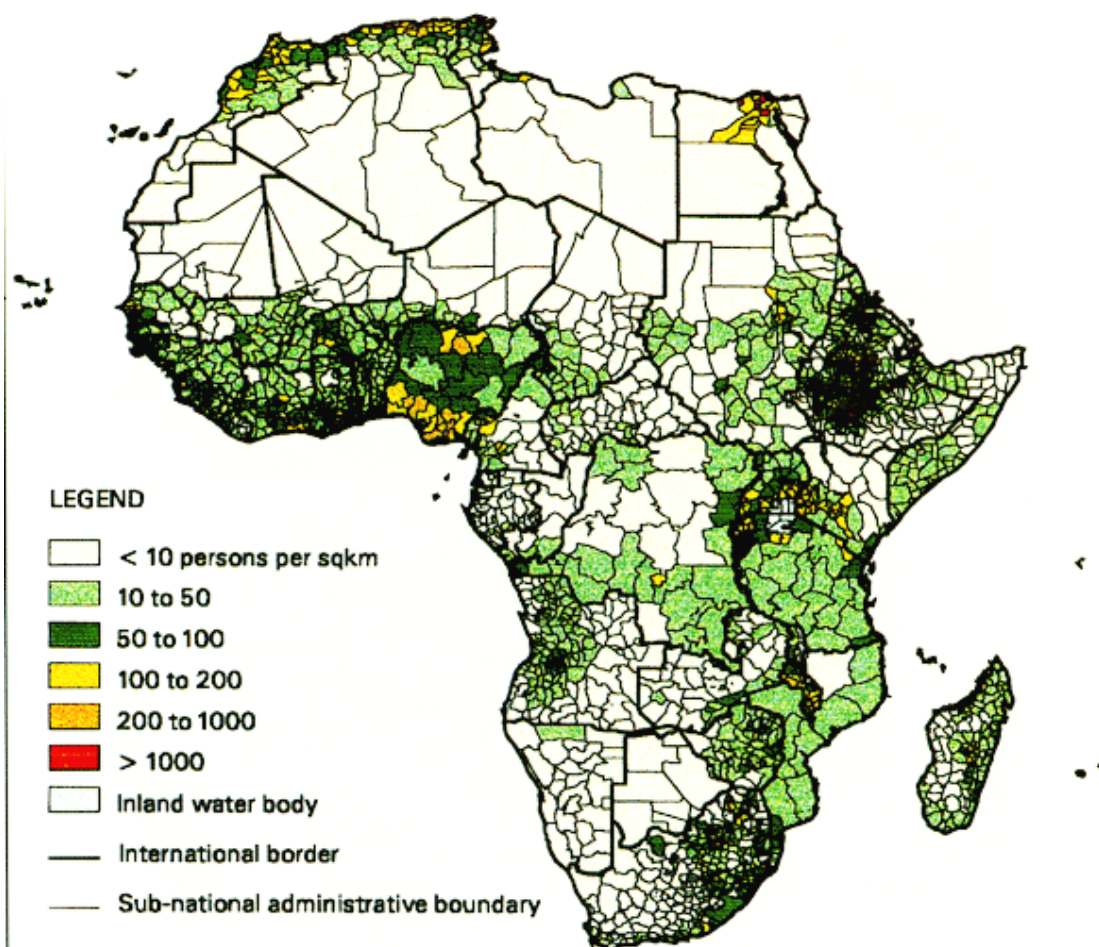 LEGEND
< 10 persons per sqkm
10 to 50
50 to 100
100 to 200
200 to 1000
> 1000
Inland water body
International border
Sub-national administrative boundary